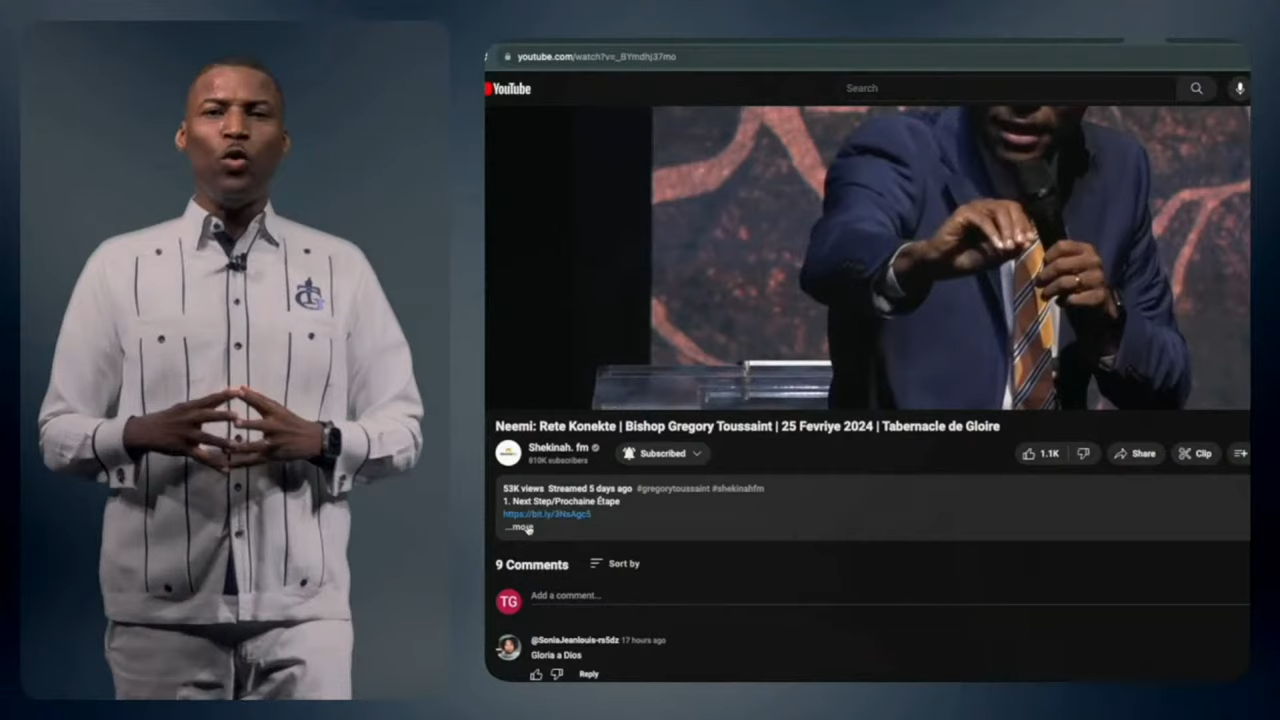 youtube.com/watch?v=_BYmdhj37mo
YouTube
Search
Neemi: Rete Konekte | Bishop Gregory Toussaint | 25 Fevriye 2024 | Tabernacle de Gloire
Shekinah. fm
810K subscribers
Subscribed
1.1K
Share
Clip
53K views Streamed 5 days ago #gregorytoussaint #shekinahfm
1. Next Step/Prochaine Étape
https://bit.ly/3NsAgc5
...more
9 Comments
Sort by
TG
Add a comment...
@SoniaJeanlouis-rs5dz 17 hours ago
Gloria a Dios
Reply